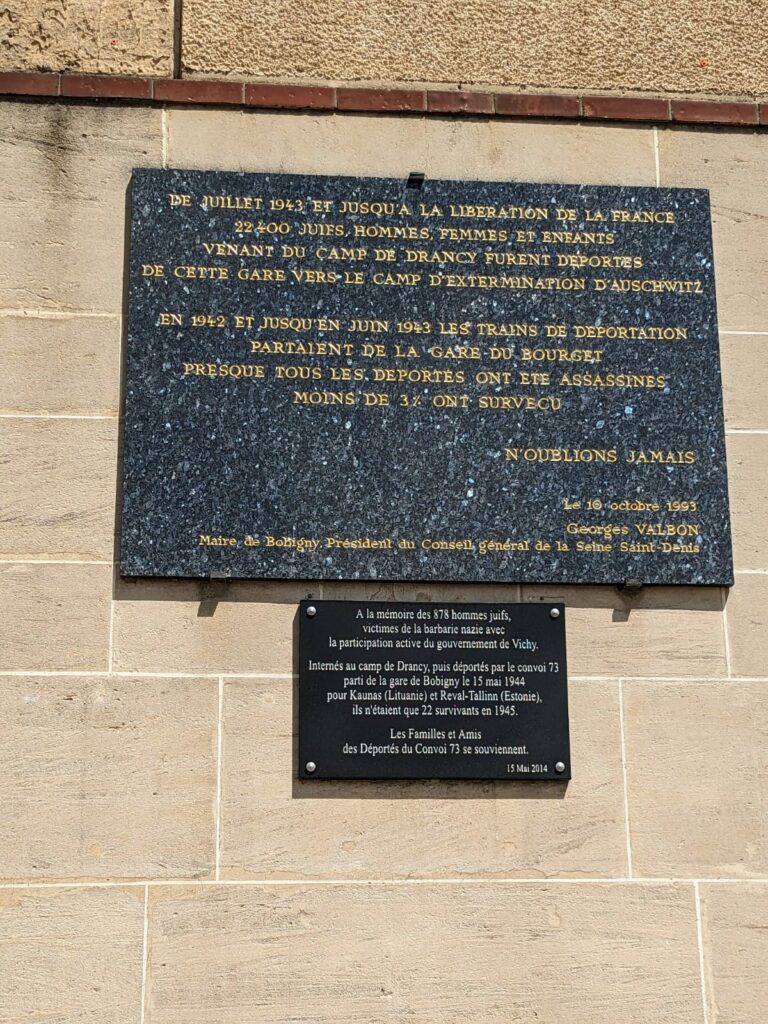 DE JUILLET 1943 ET JUSQU'A LA LIBERATION DE LA FRANCE
22400 JUIFS, HOMMES, FEMMES ET ENFANTS
VENANT DU CAMP DE DRANCY FURENT DEPORTES
DE CETTE GARE VERS LE CAMP D'EXTERMINATION D'AUSCHWITZ
EN 1942 ET JUSQU'EN JUIN 1943 LES TRAINS DE DEPORTATION
PARTAIENT DE LA GARE DU BOURGET
PRESQUE TOUS LES DEPORTES ONT ETE ASSASSINES
MOINS DE 3% ONT SURVECU
N'OUBLIONS JAMAIS
Le 10 octobre 1993
Georges VALBON
Maire de Bobigny, Président du Conseil général de la Seine Saint-Denis
A la mémoire des 878 hommes juifs,
victimes de la barbarie nazie avec
la participation active du gouvernement de Vichy.
Internés au camp de Drancy, puis déportés par le convoi 73
parti de la gare de Bobigny le 15 mai 1944
pour Kaunas (Lituanie) et Reval-Tallinn (Estonie),
ils n'étaient que 22 survivants en 1945.
Les Familles et Amis
des Déportés du Convoi 73 se souviennent.
15 Mai 2014